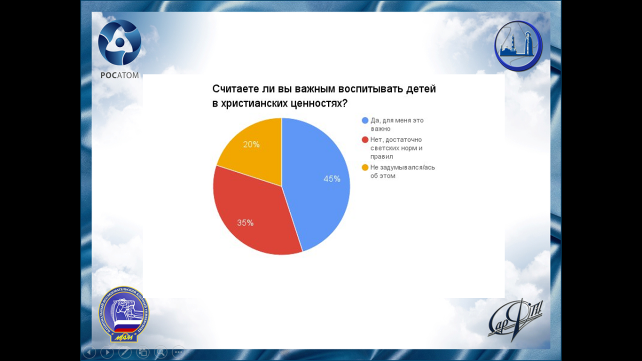 РОСАТОМ
Считаете ли вы важным воспитывать детей
в христианских ценностях?
20%
45%
35%
Да, для меня это
важно
Нет, достаточно
светских норм и
правил
Не задумывался/ась
об этом
СарФТИ